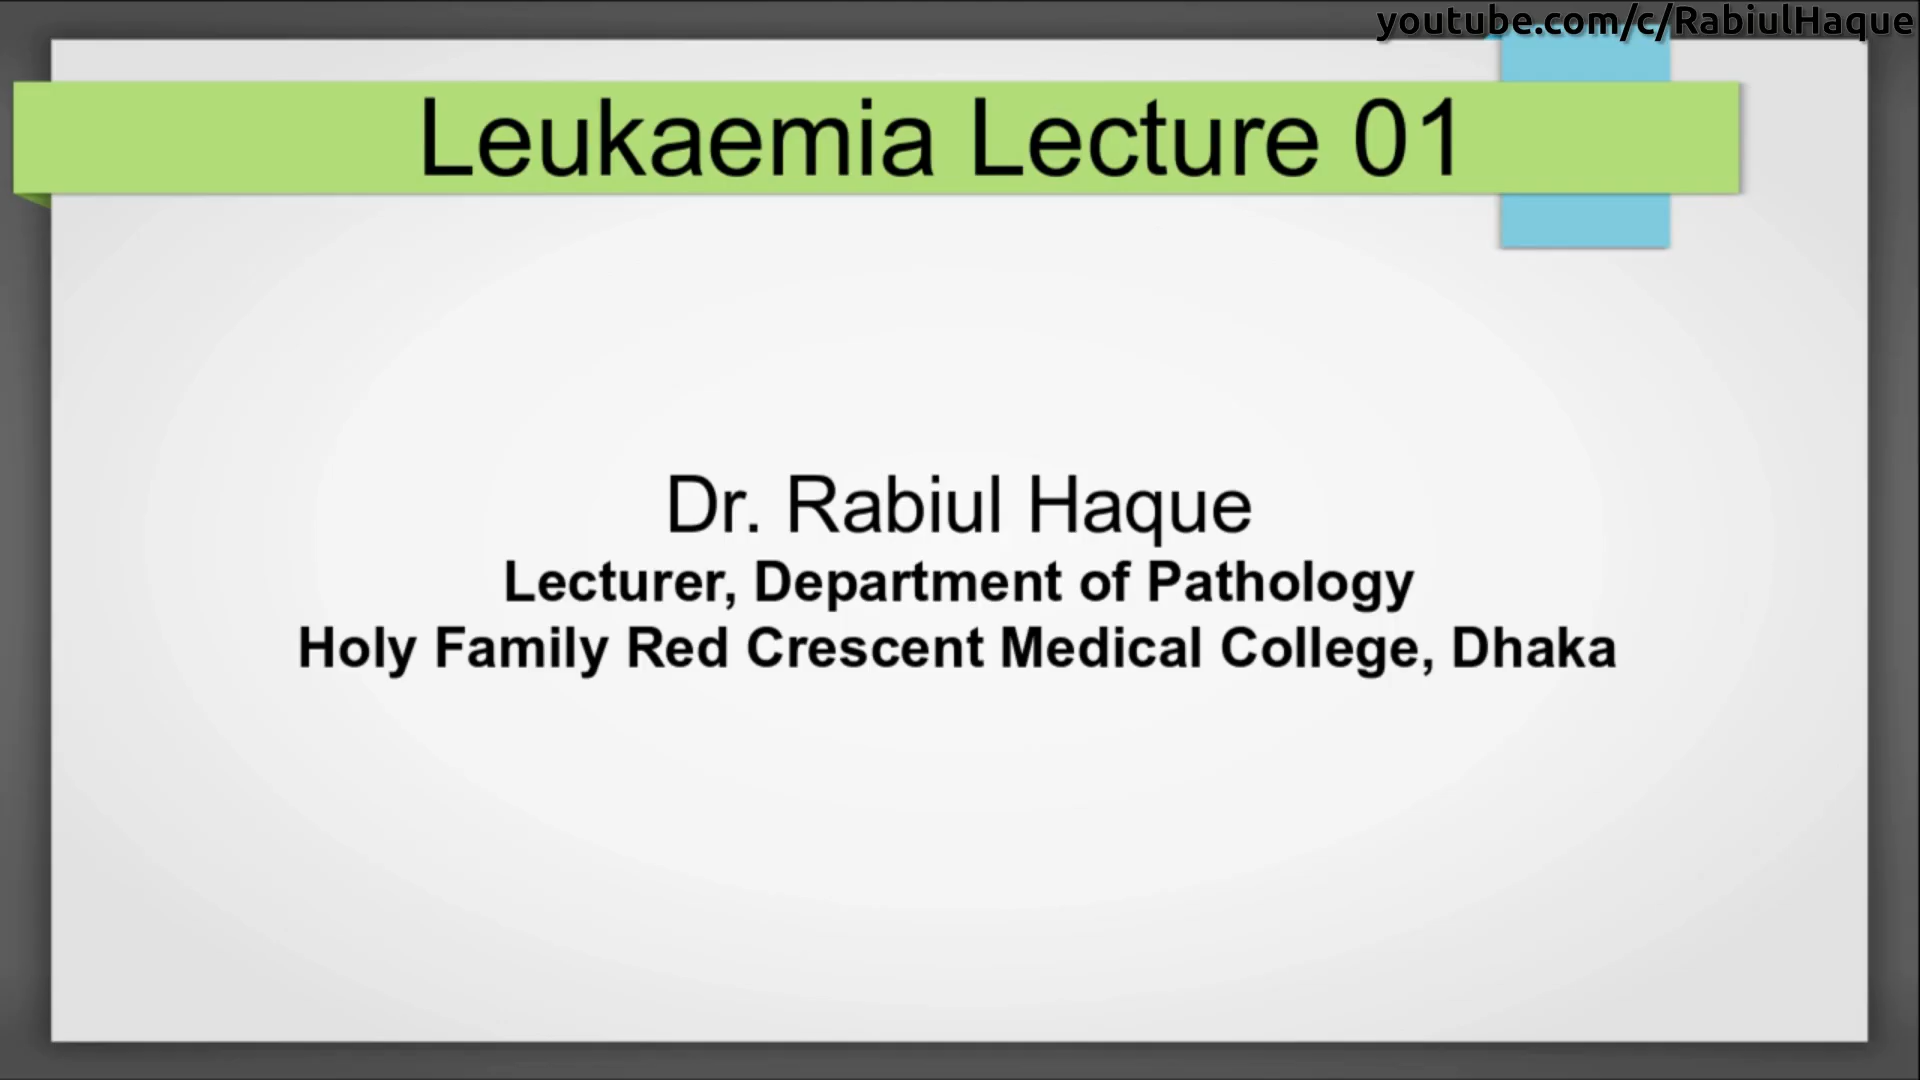 youtube.com/c/RabiulHaque
Leukaemia Lecture 01
Dr. Rabiul Haque
Lecturer, Department of Pathology
Holy Family Red Crescent Medical College, Dhaka